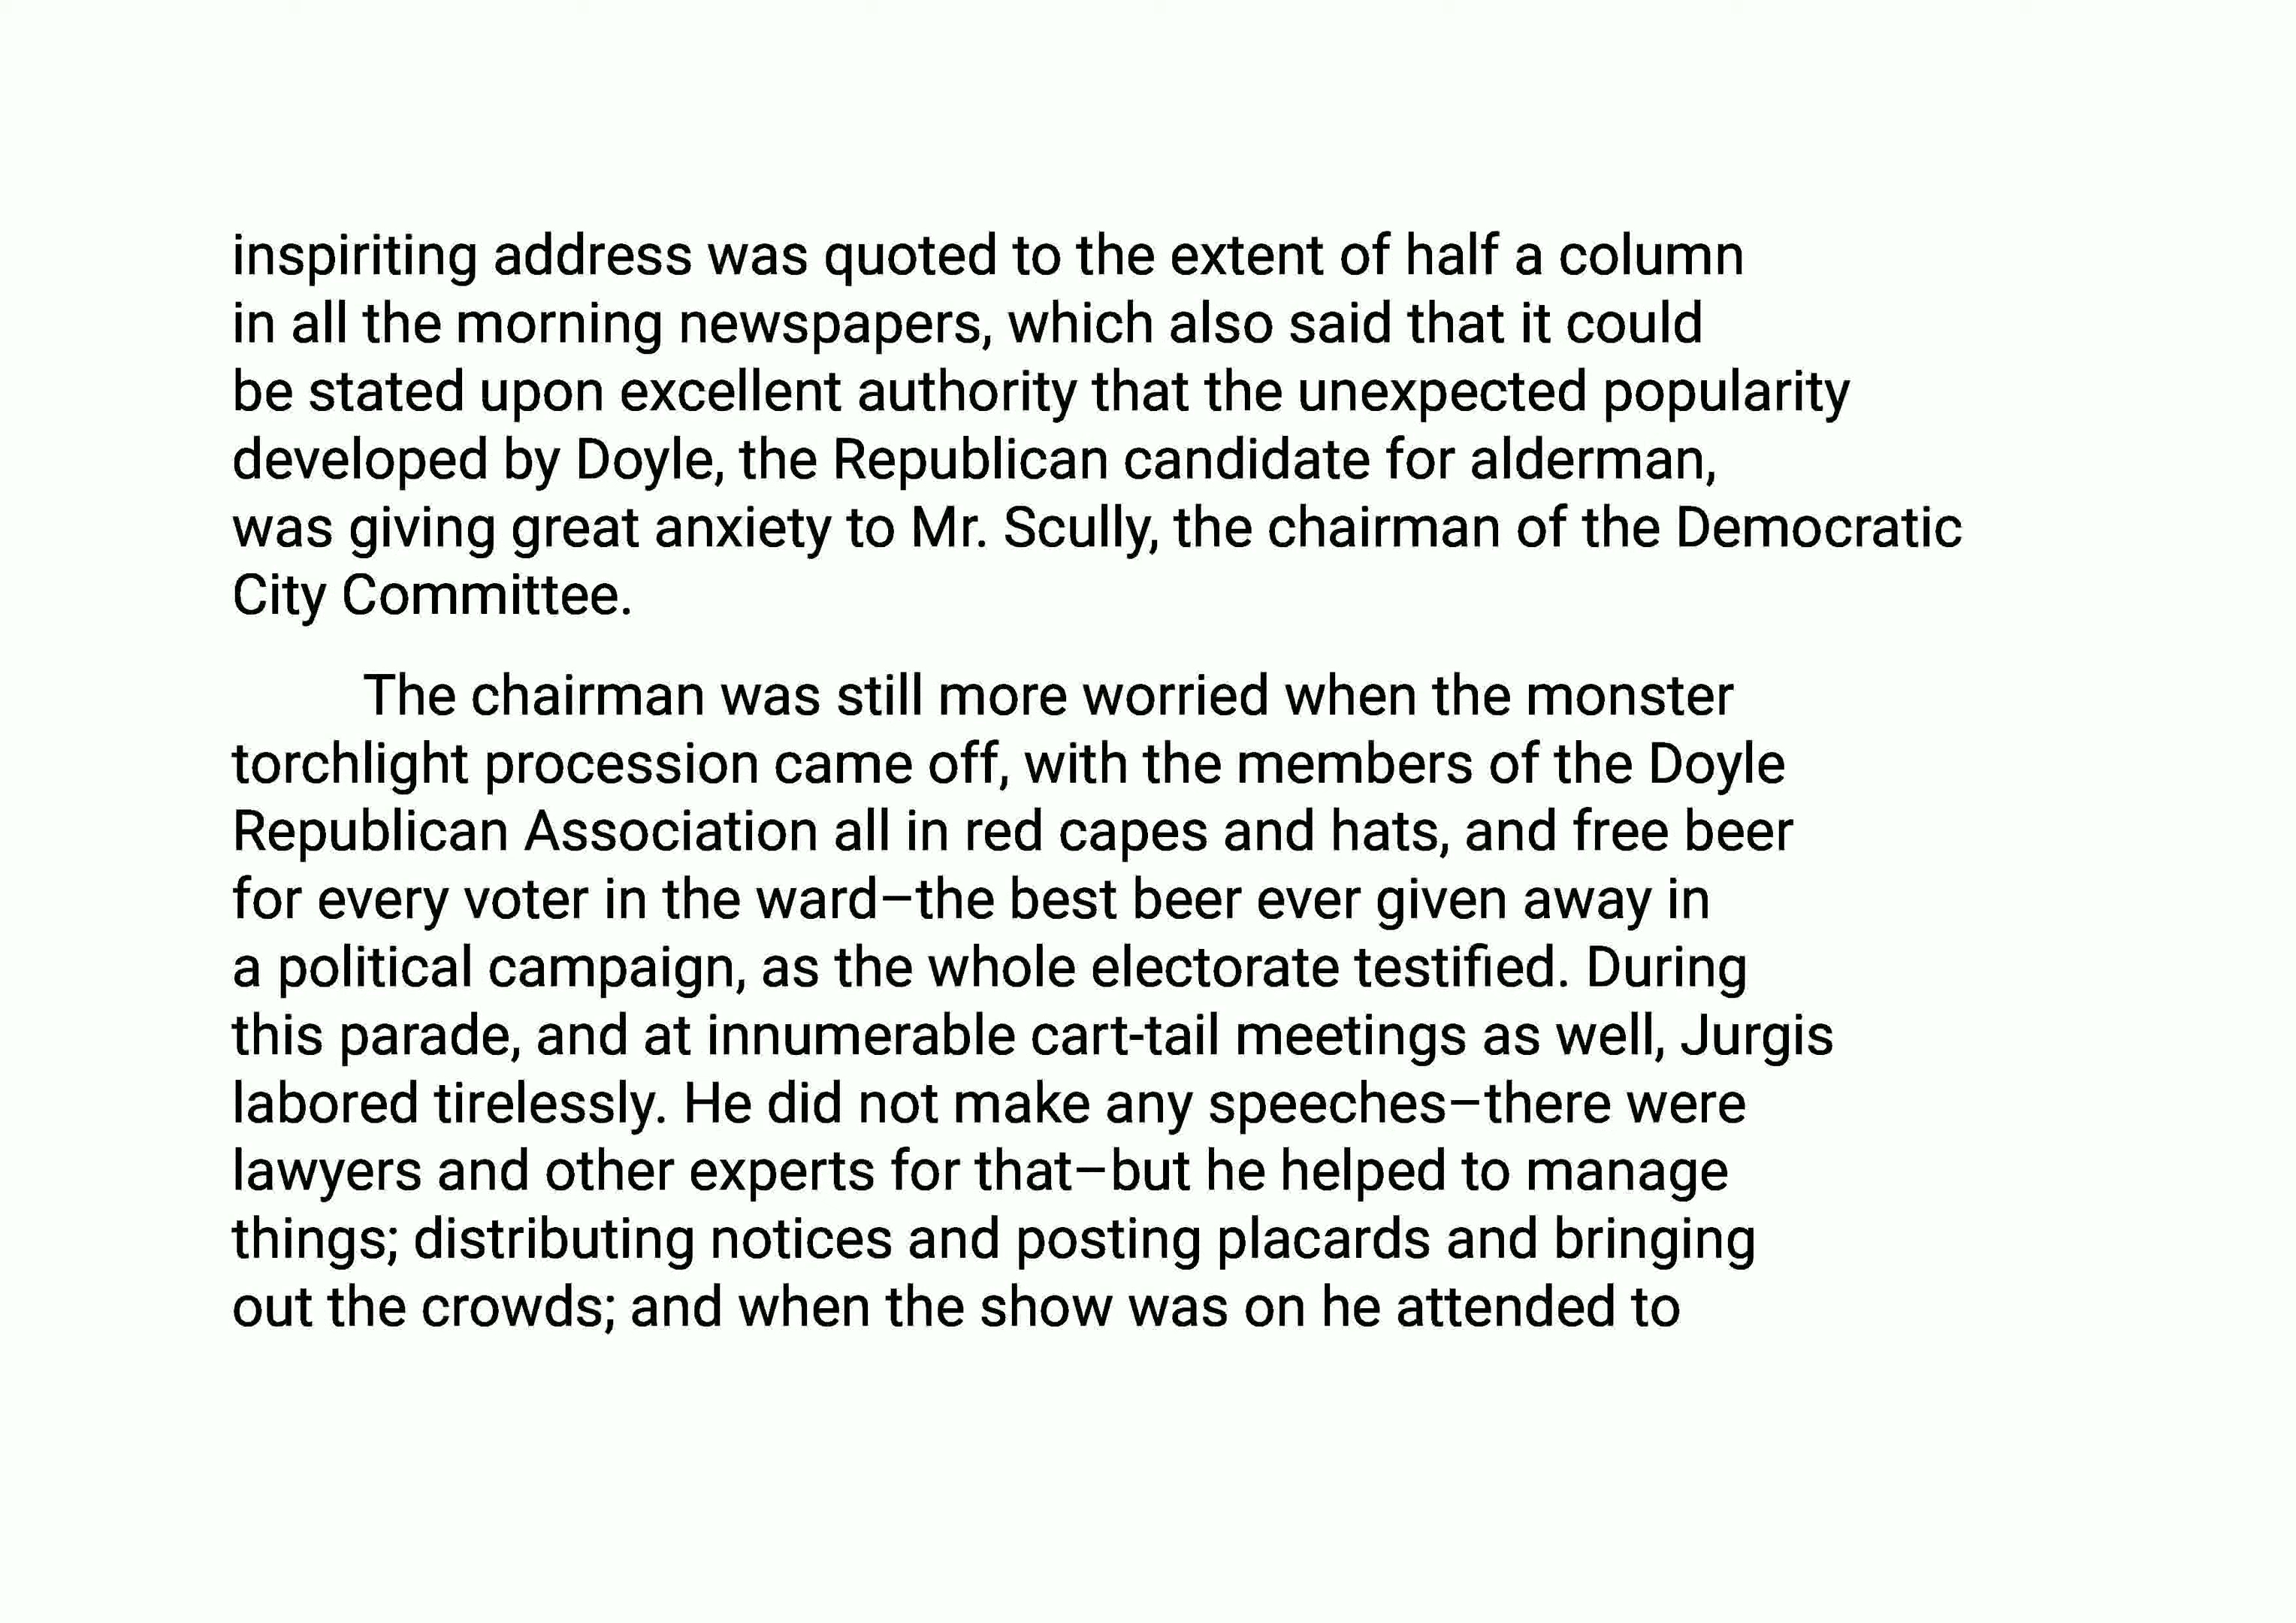 inspiriting address was quoted to the extent of half a column
in all the morning newspapers, which also said that it could
be stated upon excellent authority that the unexpected popularity
developed by Doyle, the Republican candidate for alderman,
was giving great anxiety to Mr. Scully, the chairman of the Democratic
City Committee.
The chairman was still more worried when the monster
torchlight procession came off, with the members of the Doyle
Republican Association all in red capes and hats, and free beer
for every voter in the ward–the best beer ever given away in
a political campaign, as the whole electorate testified. During
this parade, and at innumerable cart-tail meetings as well, Jurgis
labored tirelessly. He did not make any speeches–there were
lawyers and other experts for that–but he helped to manage
things; distributing notices and posting placards and bringing
out the crowds; and when the show was on he attended to